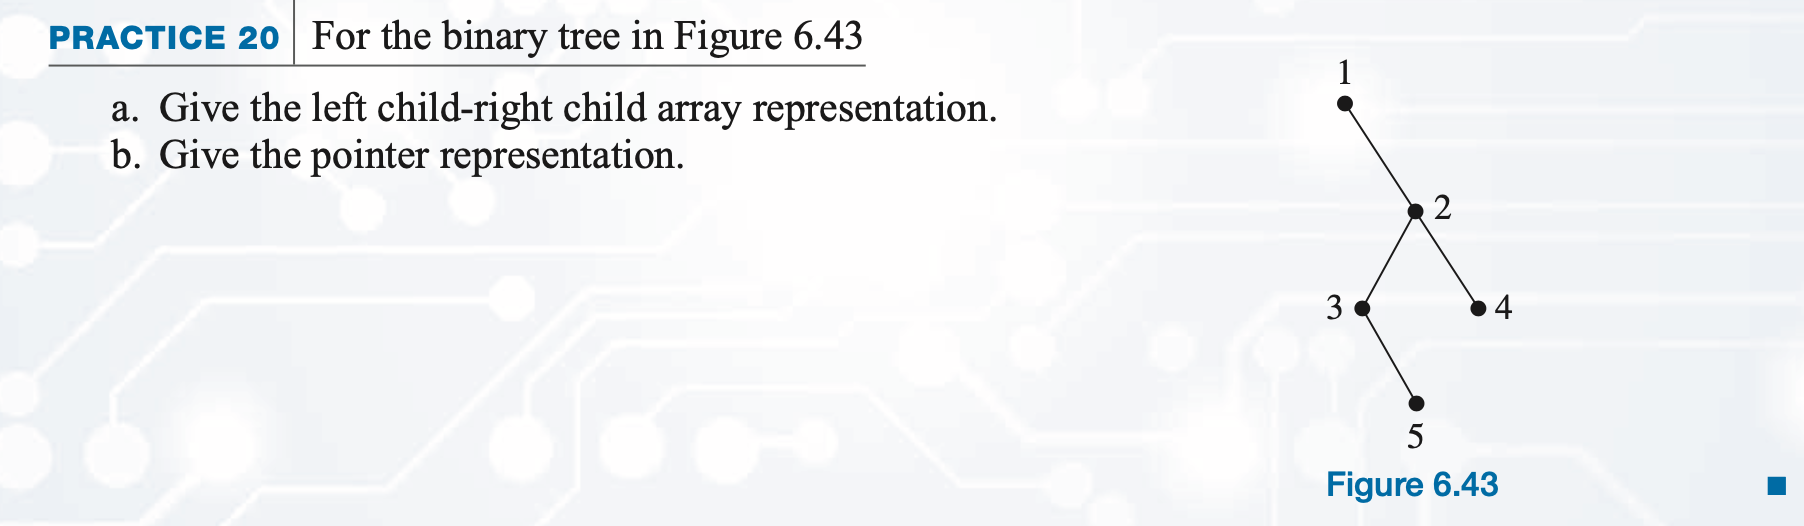 PRACTICE 20 For the binary tree in Figure 6.43
a. Give the left child-right child array representation.
b. Give the pointer representation.
1
2
3
4
5
Figure 6.43